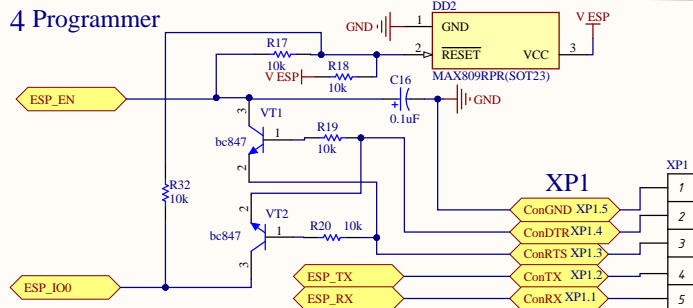 4 Programmer
DD2
GND
1
GND
RESET
VCC
2
3
V ESP
MAX809RPR(SOT23)
R17
10k
R18
10k
V ESP
ESP_EN
C16
+
0.1uF
GND
VT1
bc847
3
1
2
R19
10k
R32
10k
VT2
bc847
2
1
3
R20
10k
ESP_IO0
XP1
XP1
ConGND XP1.5
1
ConDTR XP1.4
2
ConRTS XP1.3
3
ESP_TX
ConTX XP1.2
4
ESP_RX
ConRX XP1.1
5